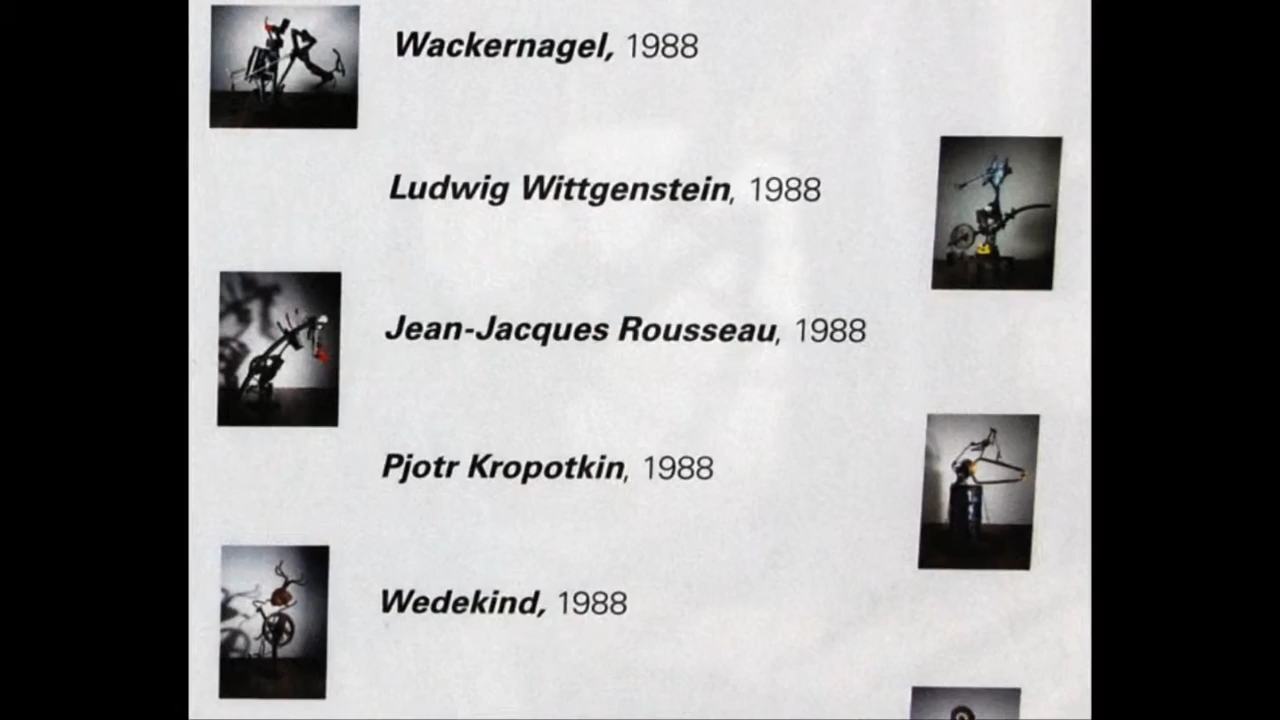 Wackernagel, 1988
Ludwig Wittgenstein, 1988
Jean-Jacques Rousseau, 1988
Pjotr Kropotkin, 1988
Wedekind, 1988